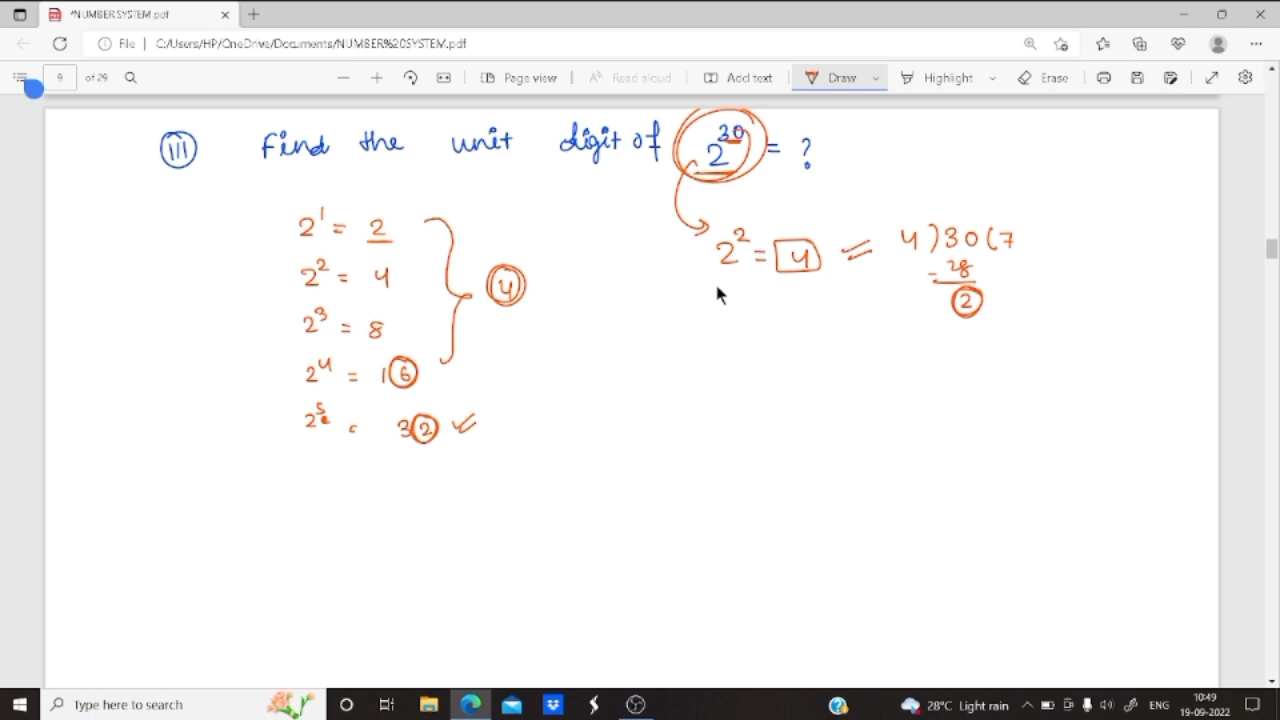 *NUMBER SYSTEM.pdf
File | C:/Users/HP/OneDrive/Documents/NUMBER%20SYSTEM.pdf
9 of 29 Page view Read aloud Add text Draw Highlight Erase
(iii) Find the unit digit of 2^30 = ?
2^1 = 2
2^2 = 4
2^3 = 8
2^4 = 16
2^5 = 32
4
2^2 = 4
4)30(7
- 28
2
Type here to search
28°C Light rain ENG 10:49 19-09-2022